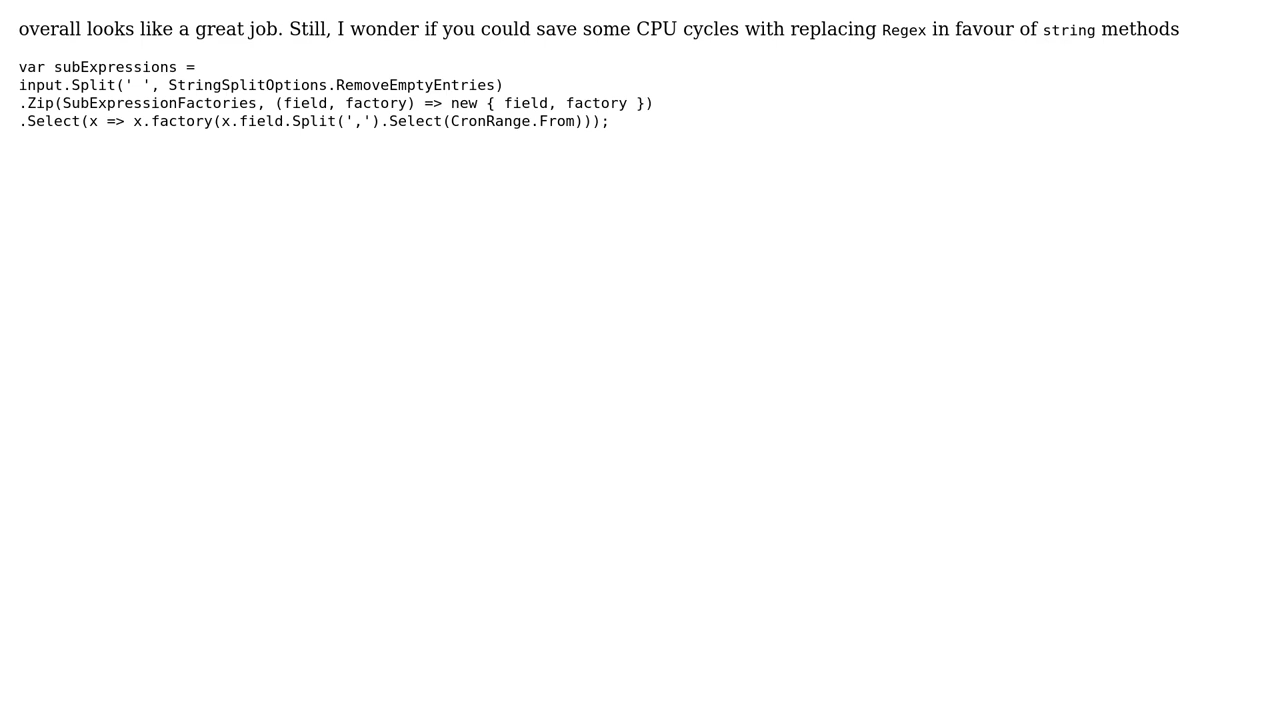 overall looks like a great job. Still, I wonder if you could save some CPU cycles with replacing Regex in favour of string methods
var subExpressions =
input.Split(' ', StringSplitOptions.RemoveEmptyEntries)
.Zip(SubExpressionFactories, (field, factory) => new { field, factory })
.Select(x => x.factory(x.field.Split(',').Select(CronRange.From)));